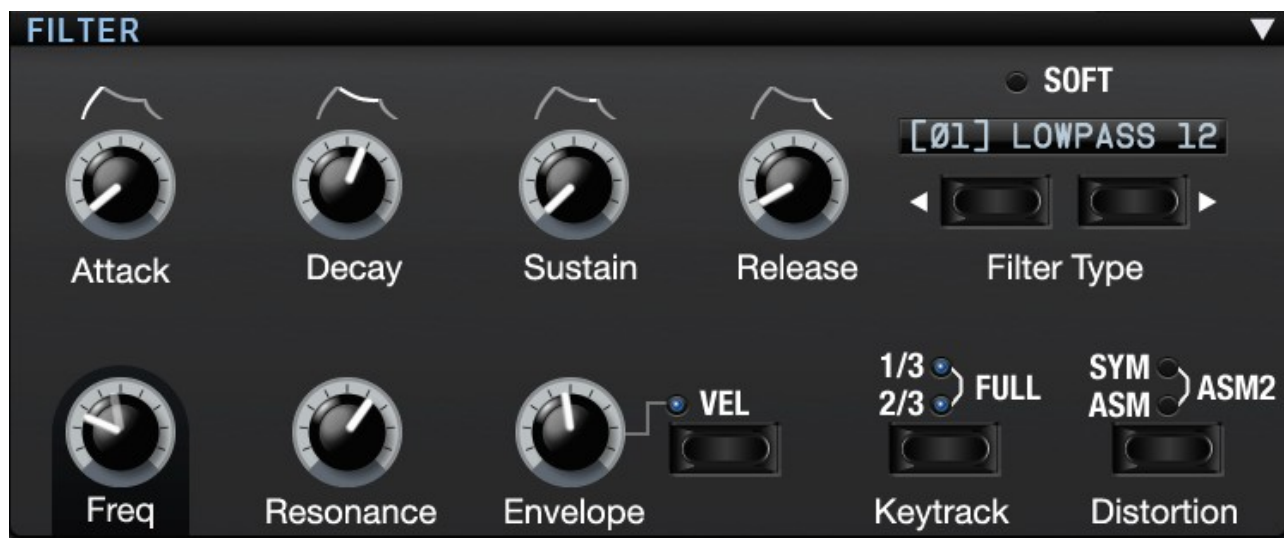 FILTER
SOFT
[Ø1] LOWPASS 12
Attack
Decay
Sustain
Release
Filter Type
1/3
2/3
FULL
SYM
ASM
ASM2
VEL
Freq
Resonance
Envelope
Keytrack
Distortion